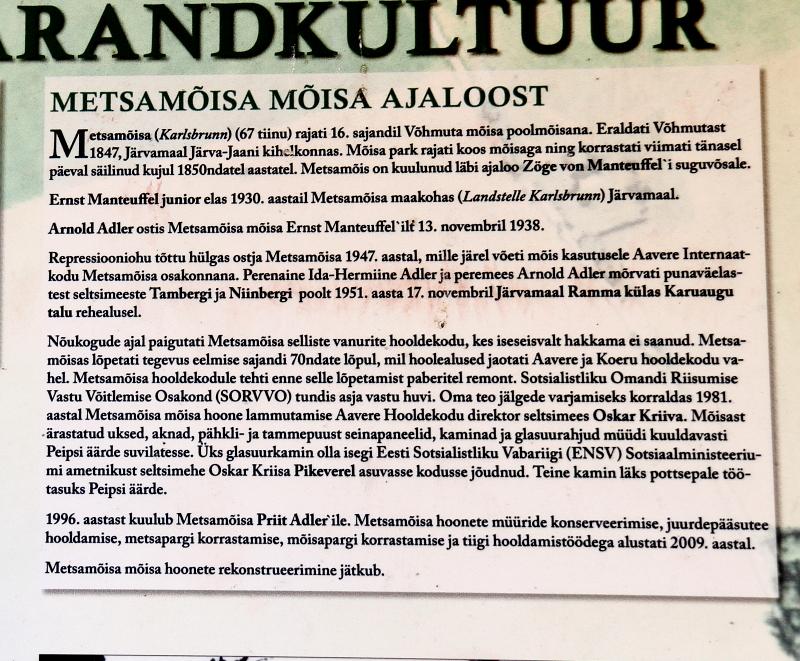 ARANDKULTUUR
METSAMÕISA MÕISA AJALOOST
Metsamõisa (Karlsbrunn) (67 tiinu) rajati 16. sajandil Võhmuta mõisa poolmõisana. Eraldati Võhmutast
1847, Järvamaal Järva-Jaani kihelkonnas. Mõisa park rajati koos mõisaga ning korrastati viimati tänasel
päeval säilinud kujul 1850ndatel aastatel. Metsamõis on kuulunud läbi ajaloo Zöge von Manteuffel`i suguvõsale.
Ernst Manteuffel junior elas 1930. aastail Metsamõisa maakohas (Landstelle Karlsbrunn) Järvamaal.
Arnold Adler ostis Metsamõisa mõisa Ernst Manteuffel`ilt 13. novembril 1938.
Repressiooniohu tõttu hülgas ostja Metsamõisa 1947. aastal, mille järel võeti mõis kasutusele Aavere Internaat-
kodu Metsamõisa osakonnana. Perenaine Ida-Hermiine Adler ja peremees Arnold Adler mõrvati punaväelas-
test seltsimeeste Tambergi ja Niinbergi poolt 1951. aasta 17. novembril Järvamaal Ramma külas Karuaugu
talu rehealusel.
Nõukogude ajal paigutati Metsamõisa selliste vanurite hooldekodu, kes iseseisvalt hakkama ei saanud. Metsa-
mõisas lõpetati tegevus eelmise sajandi 70ndate lõpul, mil hoolealused jaotati Aavere ja Koeru hooldekodu va-
hel. Metsamõisa hooldekodule tehti enne selle lõpetamist paberitel remont. Sotsialistliku Omandi Riisumise
Vastu Võitlemise Osakond (SORVVO) tundis asja vastu huvi. Oma teo jälgede varjamiseks korraldas 1981.
aastal Metsamõisa mõisa hoone lammutamise Aavere Hooldekodu direktor seltsimees Oskar Kriiva. Mõisast
ärastatud uksed, aknad, pähkli- ja tammepuust seinapaneelid, kaminad ja glasuurahjud müüdi kuuldavasti
Peipsi äärde suvilatesse. Üks glasuurkamin olla isegi Eesti Sotsialistliku Vabariigi (ENSV) Sotsiaalministeeriu-
mi ametnikust seltsimehe Oskar Kriisa Pikeverel asuvasse kodusse jõudnud. Teine kamin läks pottsepale töö-
tasuks Peipsi äärde.
1996. aastast kuulub Metsamõisa Priit Adler`ile. Metsamõisa hoonete müüride konserveerimise, juurdepääsutee
hooldamise, metsapargi korrastamise, mõisapargi korrastamise ja tiigi hooldamistöödega alustati 2009. aastal.
Metsamõisa mõisa hoonete rekonstrueerimine jätkub.